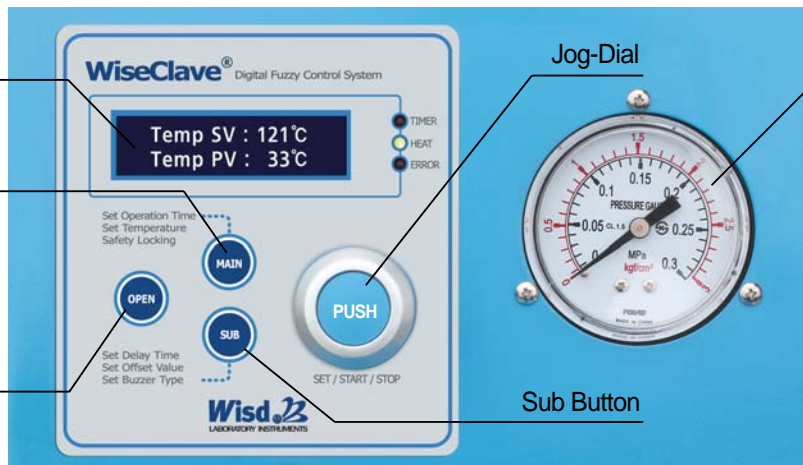 WiseClave® Digital Fuzzy Control System
Temp SV : 121℃
Temp PV : 33℃
TIMER
HEAT
ERROR
Set Operation Time
Set Temperature
Safety Locking
MAIN
OPEN
SUB
Set Delay Time
Set Offset Value
Set Buzzer Type
PUSH
SET / START / STOP
Wisd
LABORATORY INSTRUMENTS
Jog-Dial
Sub Button
0 0.5 1 1.5 2 2.5 3
0 0.05 0.1 0.15 0.2 0.25 0.3
PRESSURE GAUGE
CL 1.6
MPa
kgf/cm²